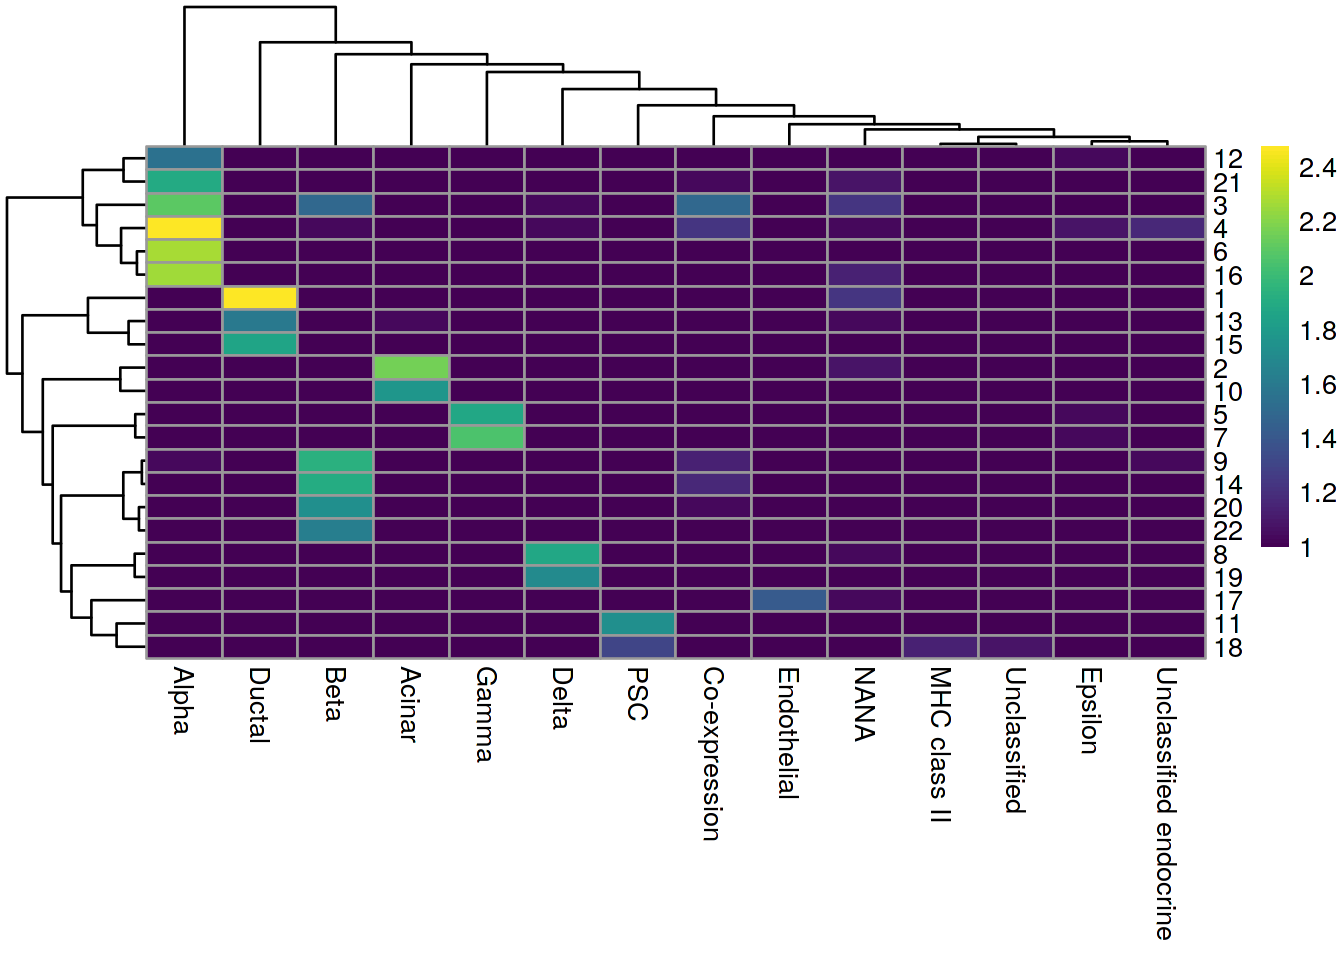 12
21
3
4
6
16
1
13
15
2
10
5
7
9
14
20
22
8
19
17
11
18
2.4
2.2
2
1.8
1.6
1.4
1.2
1
Alpha
Ductal
Beta
Acinar
Gamma
Delta
PSC
Co-expression
Endothelial
NANA
MHC class II
Unclassified
Epsilon
Unclassified endocrine